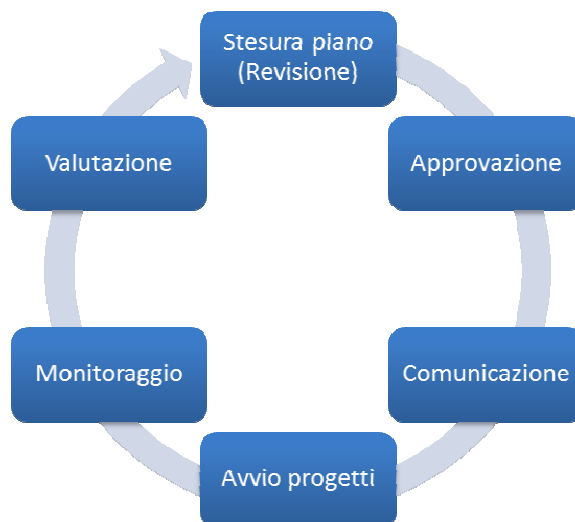 Stesura piano
(Revisione)
Approvazione
Comunicazione
Avvio progetti
Monitoraggio
Valutazione